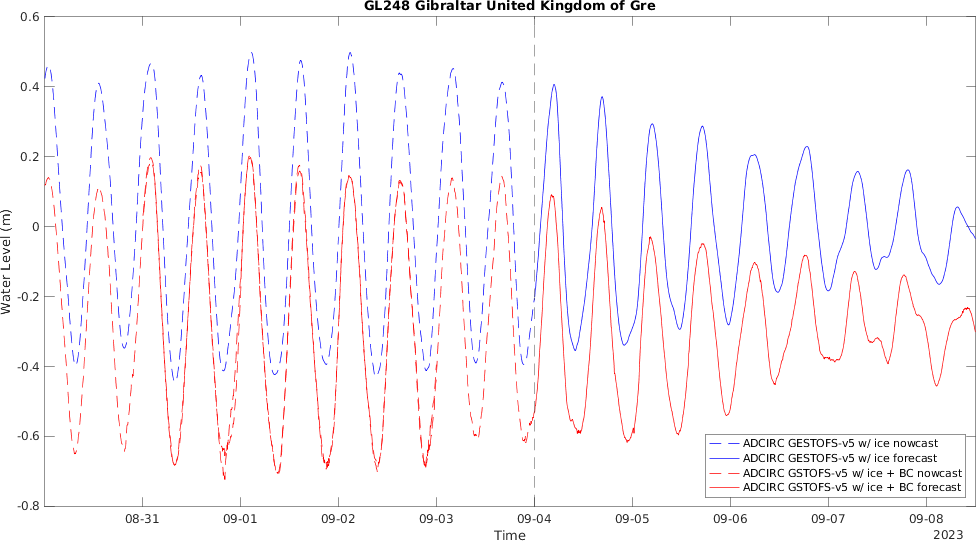 GL248 Gibraltar United Kingdom of Gre
0.6
0.4
0.2
0
-0.2
-0.4
-0.6
-0.8
Water Level (m)
ADCIRC GESTOFS-v5 w/ ice nowcast
ADCIRC GESTOFS-v5 w/ ice forecast
ADCIRC GSTOFS-v5 w/ ice + BC nowcast
ADCIRC GSTOFS-v5 w/ ice + BC forecast
08-31 09-01 09-02 09-03 09-04 09-05 09-06 09-07 09-08
Time
2023